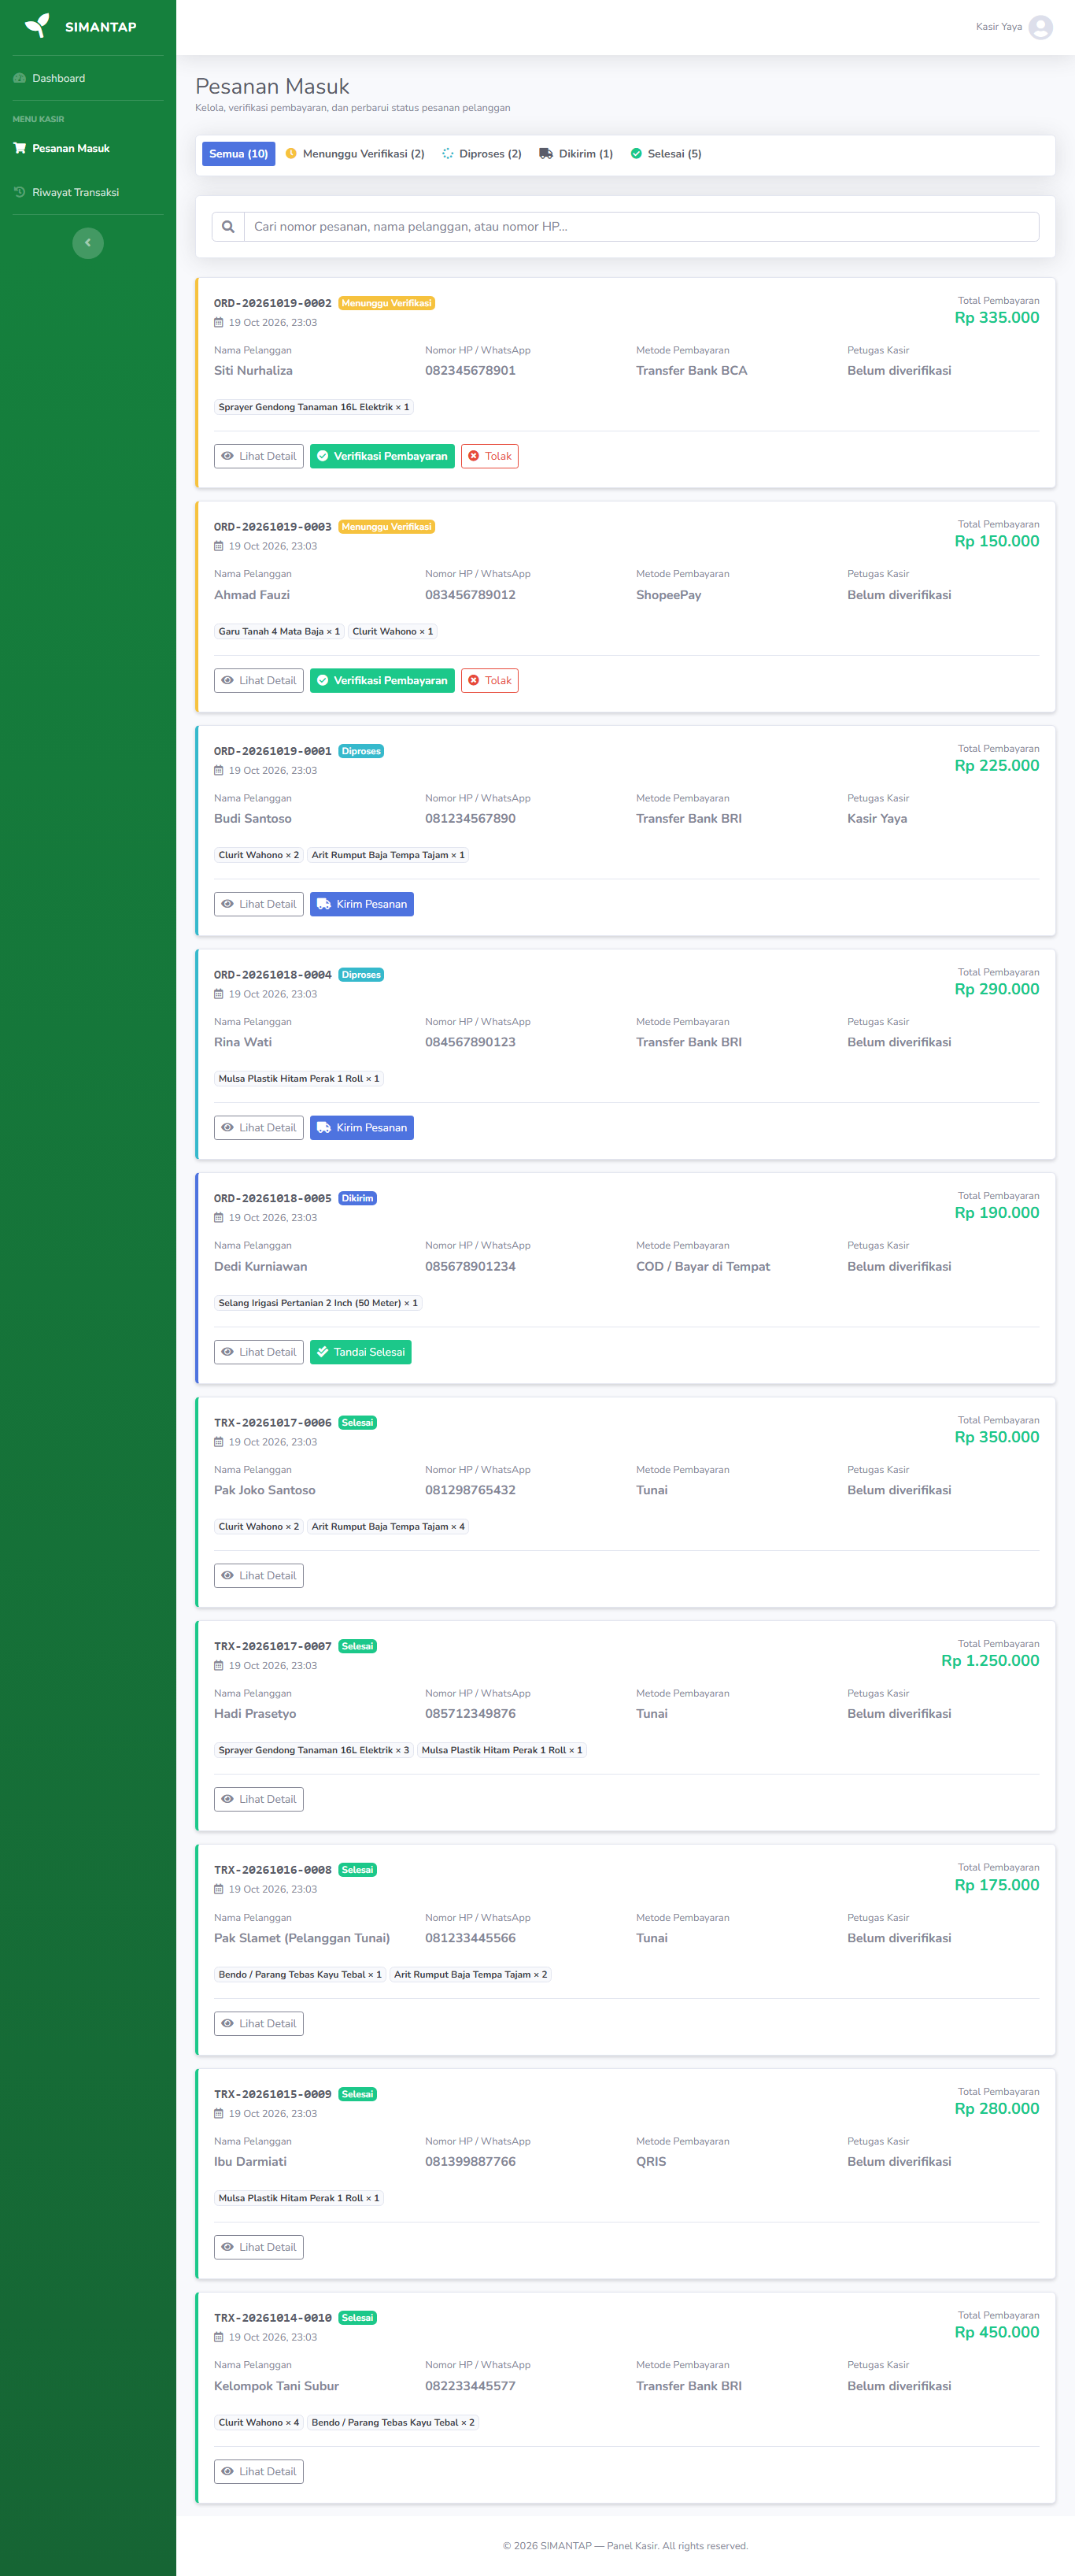 SIMANTAP
Kasir Yaya
Dashboard
MENU KASIR
Pesanan Masuk
Riwayat Transaksi
Pesanan Masuk
Kelola, verifikasi pembayaran, dan perbarui status pesanan pelanggan
Semua (10) Menunggu Verifikasi (2) Diproses (2) Dikirim (1) Selesai (5)
Cari nomor pesanan, nama pelanggan, atau nomor HP...
ORD-20261019-0002 Menunggu Verifikasi Total Pembayaran
19 Oct 2026, 23:03 Rp 335.000
Nama Pelanggan Nomor HP / WhatsApp Metode Pembayaran Petugas Kasir
Siti Nurhaliza 082345678901 Transfer Bank BCA Belum diverifikasi
Sprayer Gendong Tanaman 16L Elektrik × 1
Lihat Detail Verifikasi Pembayaran Tolak
ORD-20261019-0003 Menunggu Verifikasi Total Pembayaran
19 Oct 2026, 23:03 Rp 150.000
Nama Pelanggan Nomor HP / WhatsApp Metode Pembayaran Petugas Kasir
Ahmad Fauzi 083456789012 ShopeePay Belum diverifikasi
Garu Tanah 4 Mata Baja × 1 Clurit Wahono × 1
Lihat Detail Verifikasi Pembayaran Tolak
ORD-20261019-0001 Diproses Total Pembayaran
19 Oct 2026, 23:03 Rp 225.000
Nama Pelanggan Nomor HP / WhatsApp Metode Pembayaran Petugas Kasir
Budi Santoso 081234567890 Transfer Bank BRI Kasir Yaya
Clurit Wahono × 2 Arit Rumput Baja Tempa Tajam × 1
Lihat Detail Kirim Pesanan
ORD-20261018-0004 Diproses Total Pembayaran
19 Oct 2026, 23:03 Rp 290.000
Nama Pelanggan Nomor HP / WhatsApp Metode Pembayaran Petugas Kasir
Rina Wati 084567890123 Transfer Bank BRI Belum diverifikasi
Mulsa Plastik Hitam Perak 1 Roll × 1
Lihat Detail Kirim Pesanan
ORD-20261018-0005 Dikirim Total Pembayaran
19 Oct 2026, 23:03 Rp 190.000
Nama Pelanggan Nomor HP / WhatsApp Metode Pembayaran Petugas Kasir
Dedi Kurniawan 085678901234 COD / Bayar di Tempat Belum diverifikasi
Selang Irigasi Pertanian 2 Inch (50 Meter) × 1
Lihat Detail Tandai Selesai
TRX-20261017-0006 Selesai Total Pembayaran
19 Oct 2026, 23:03 Rp 350.000
Nama Pelanggan Nomor HP / WhatsApp Metode Pembayaran Petugas Kasir
Pak Joko Santoso 081298765432 Tunai Belum diverifikasi
Clurit Wahono × 2 Arit Rumput Baja Tempa Tajam × 4
Lihat Detail
TRX-20261017-0007 Selesai Total Pembayaran
19 Oct 2026, 23:03 Rp 1.250.000
Nama Pelanggan Nomor HP / WhatsApp Metode Pembayaran Petugas Kasir
Hadi Prasetyo 085712349876 Tunai Belum diverifikasi
Sprayer Gendong Tanaman 16L Elektrik × 3 Mulsa Plastik Hitam Perak 1 Roll × 1
Lihat Detail
TRX-20261016-0008 Selesai Total Pembayaran
19 Oct 2026, 23:03 Rp 175.000
Nama Pelanggan Nomor HP / WhatsApp Metode Pembayaran Petugas Kasir
Pak Slamet (Pelanggan Tunai) 081233445566 Tunai Belum diverifikasi
Bendo / Parang Tebas Kayu Tebal × 1 Arit Rumput Baja Tempa Tajam × 2
Lihat Detail
TRX-20261015-0009 Selesai Total Pembayaran
19 Oct 2026, 23:03 Rp 280.000
Nama Pelanggan Nomor HP / WhatsApp Metode Pembayaran Petugas Kasir
Ibu Darmiati 081399887766 QRIS Belum diverifikasi
Mulsa Plastik Hitam Perak 1 Roll × 1
Lihat Detail
TRX-20261014-0010 Selesai Total Pembayaran
19 Oct 2026, 23:03 Rp 450.000
Nama Pelanggan Nomor HP / WhatsApp Metode Pembayaran Petugas Kasir
Kelompok Tani Subur 082233445577 Transfer Bank BRI Belum diverifikasi
Clurit Wahono × 4 Bendo / Parang Tebas Kayu Tebal × 2
Lihat Detail
© 2026 SIMANTAP — Panel Kasir. All rights reserved.